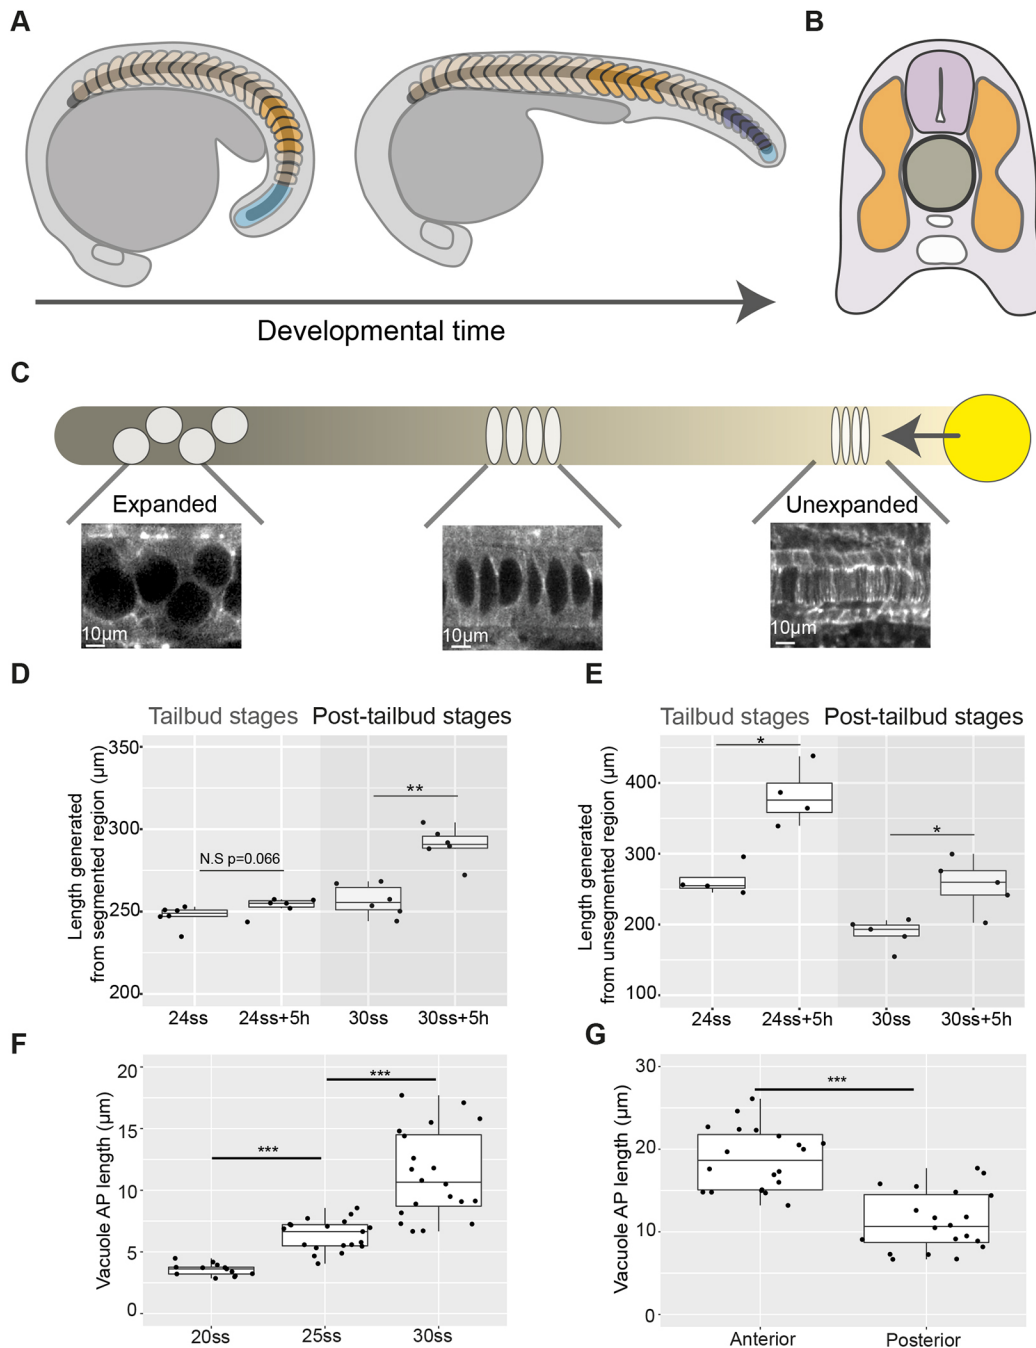 A
B
Developmental time
C
Expanded
Unexpanded
10µm
10µm
10µm
D
Tailbud stages
Post-tailbud stages
Length generated
from segmented region (µm)
350
300
250
200
N.S p=0.066
**
24ss
24ss+5h
30ss
30ss+5h
E
Tailbud stages
Post-tailbud stages
Length generated
from unsegmented region (µm)
400
300
200
100
*
*
24ss
24ss+5h
30ss
30ss+5h
F
Vacuole AP length (µm)
20
15
10
5
0
***
***
20ss
25ss
30ss
G
Vacuole AP length (µm)
30
20
10
0
***
Anterior
Posterior